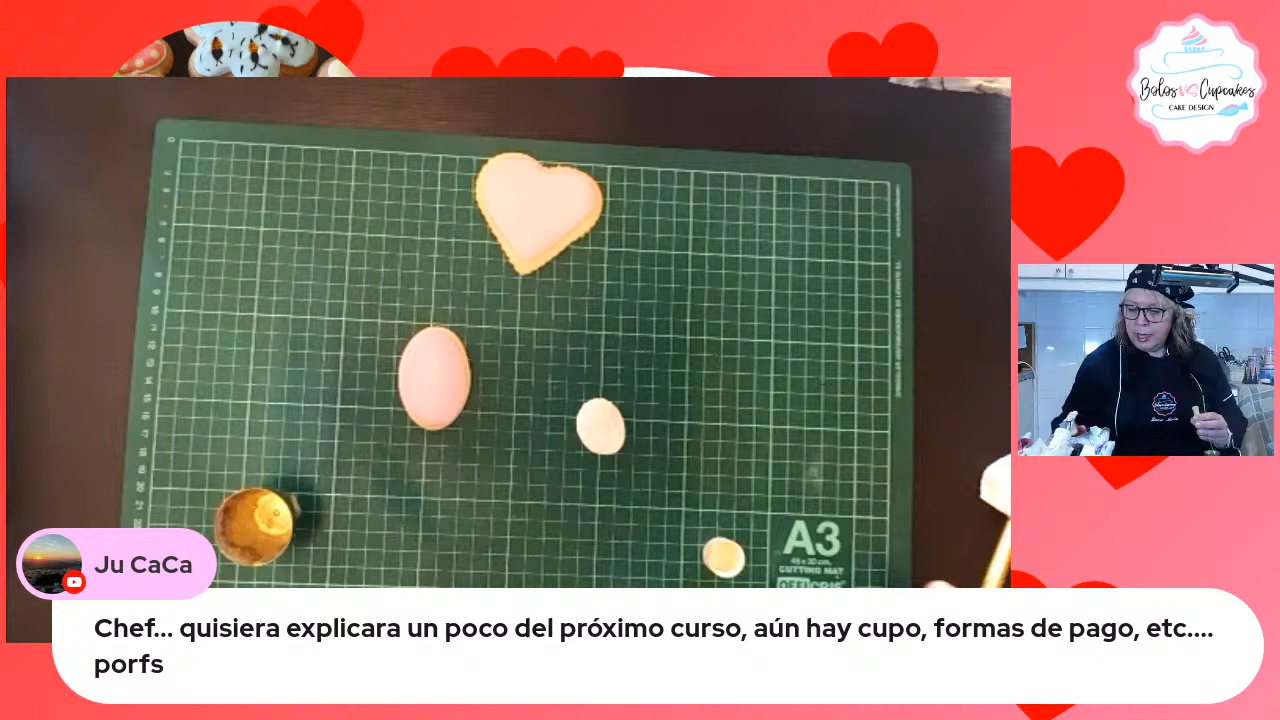 Bolos VS Cupcakes
CAKE DESIGN
A3
CUTTING MAT
Ju CaCa
Chef... quisiera explicara un poco del próximo curso, aún hay cupo, formas de pago, etc....
porfs